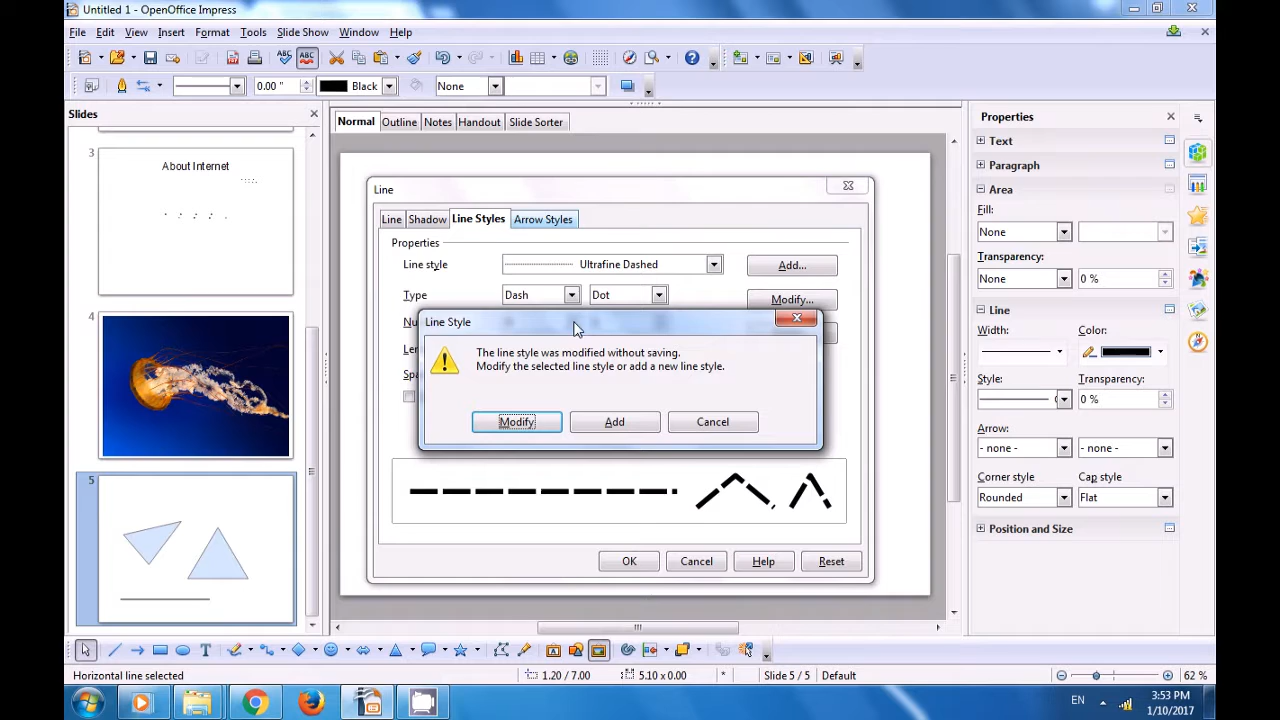 Untitled 1 - OpenOffice Impress
File Edit View Insert Format Tools Slide Show Window Help
0.00 " Black None
Slides
Normal Outline Notes Handout Slide Sorter
3
About Internet
4
5
Line
Line Shadow Line Styles Arrow Styles
Properties
Line style Ultrafine Dashed Add...
Type Dash Dot Modify...
Line Style
The line style was modified without saving.
Modify the selected line style or add a new line style.
Modify Add Cancel
OK Cancel Help Reset
Properties
Text
Paragraph
Area
Fill:
None
Transparency:
None 0 %
Line
Width: Color:
Style: Transparency:
0 %
Arrow:
- none - - none -
Corner style Cap style
Rounded Flat
Position and Size
Horizontal line selected 1.20 / 7.00 5.10 x 0.00 * Slide 5 / 5 Default 62 %
EN 3:53 PM
1/10/2017